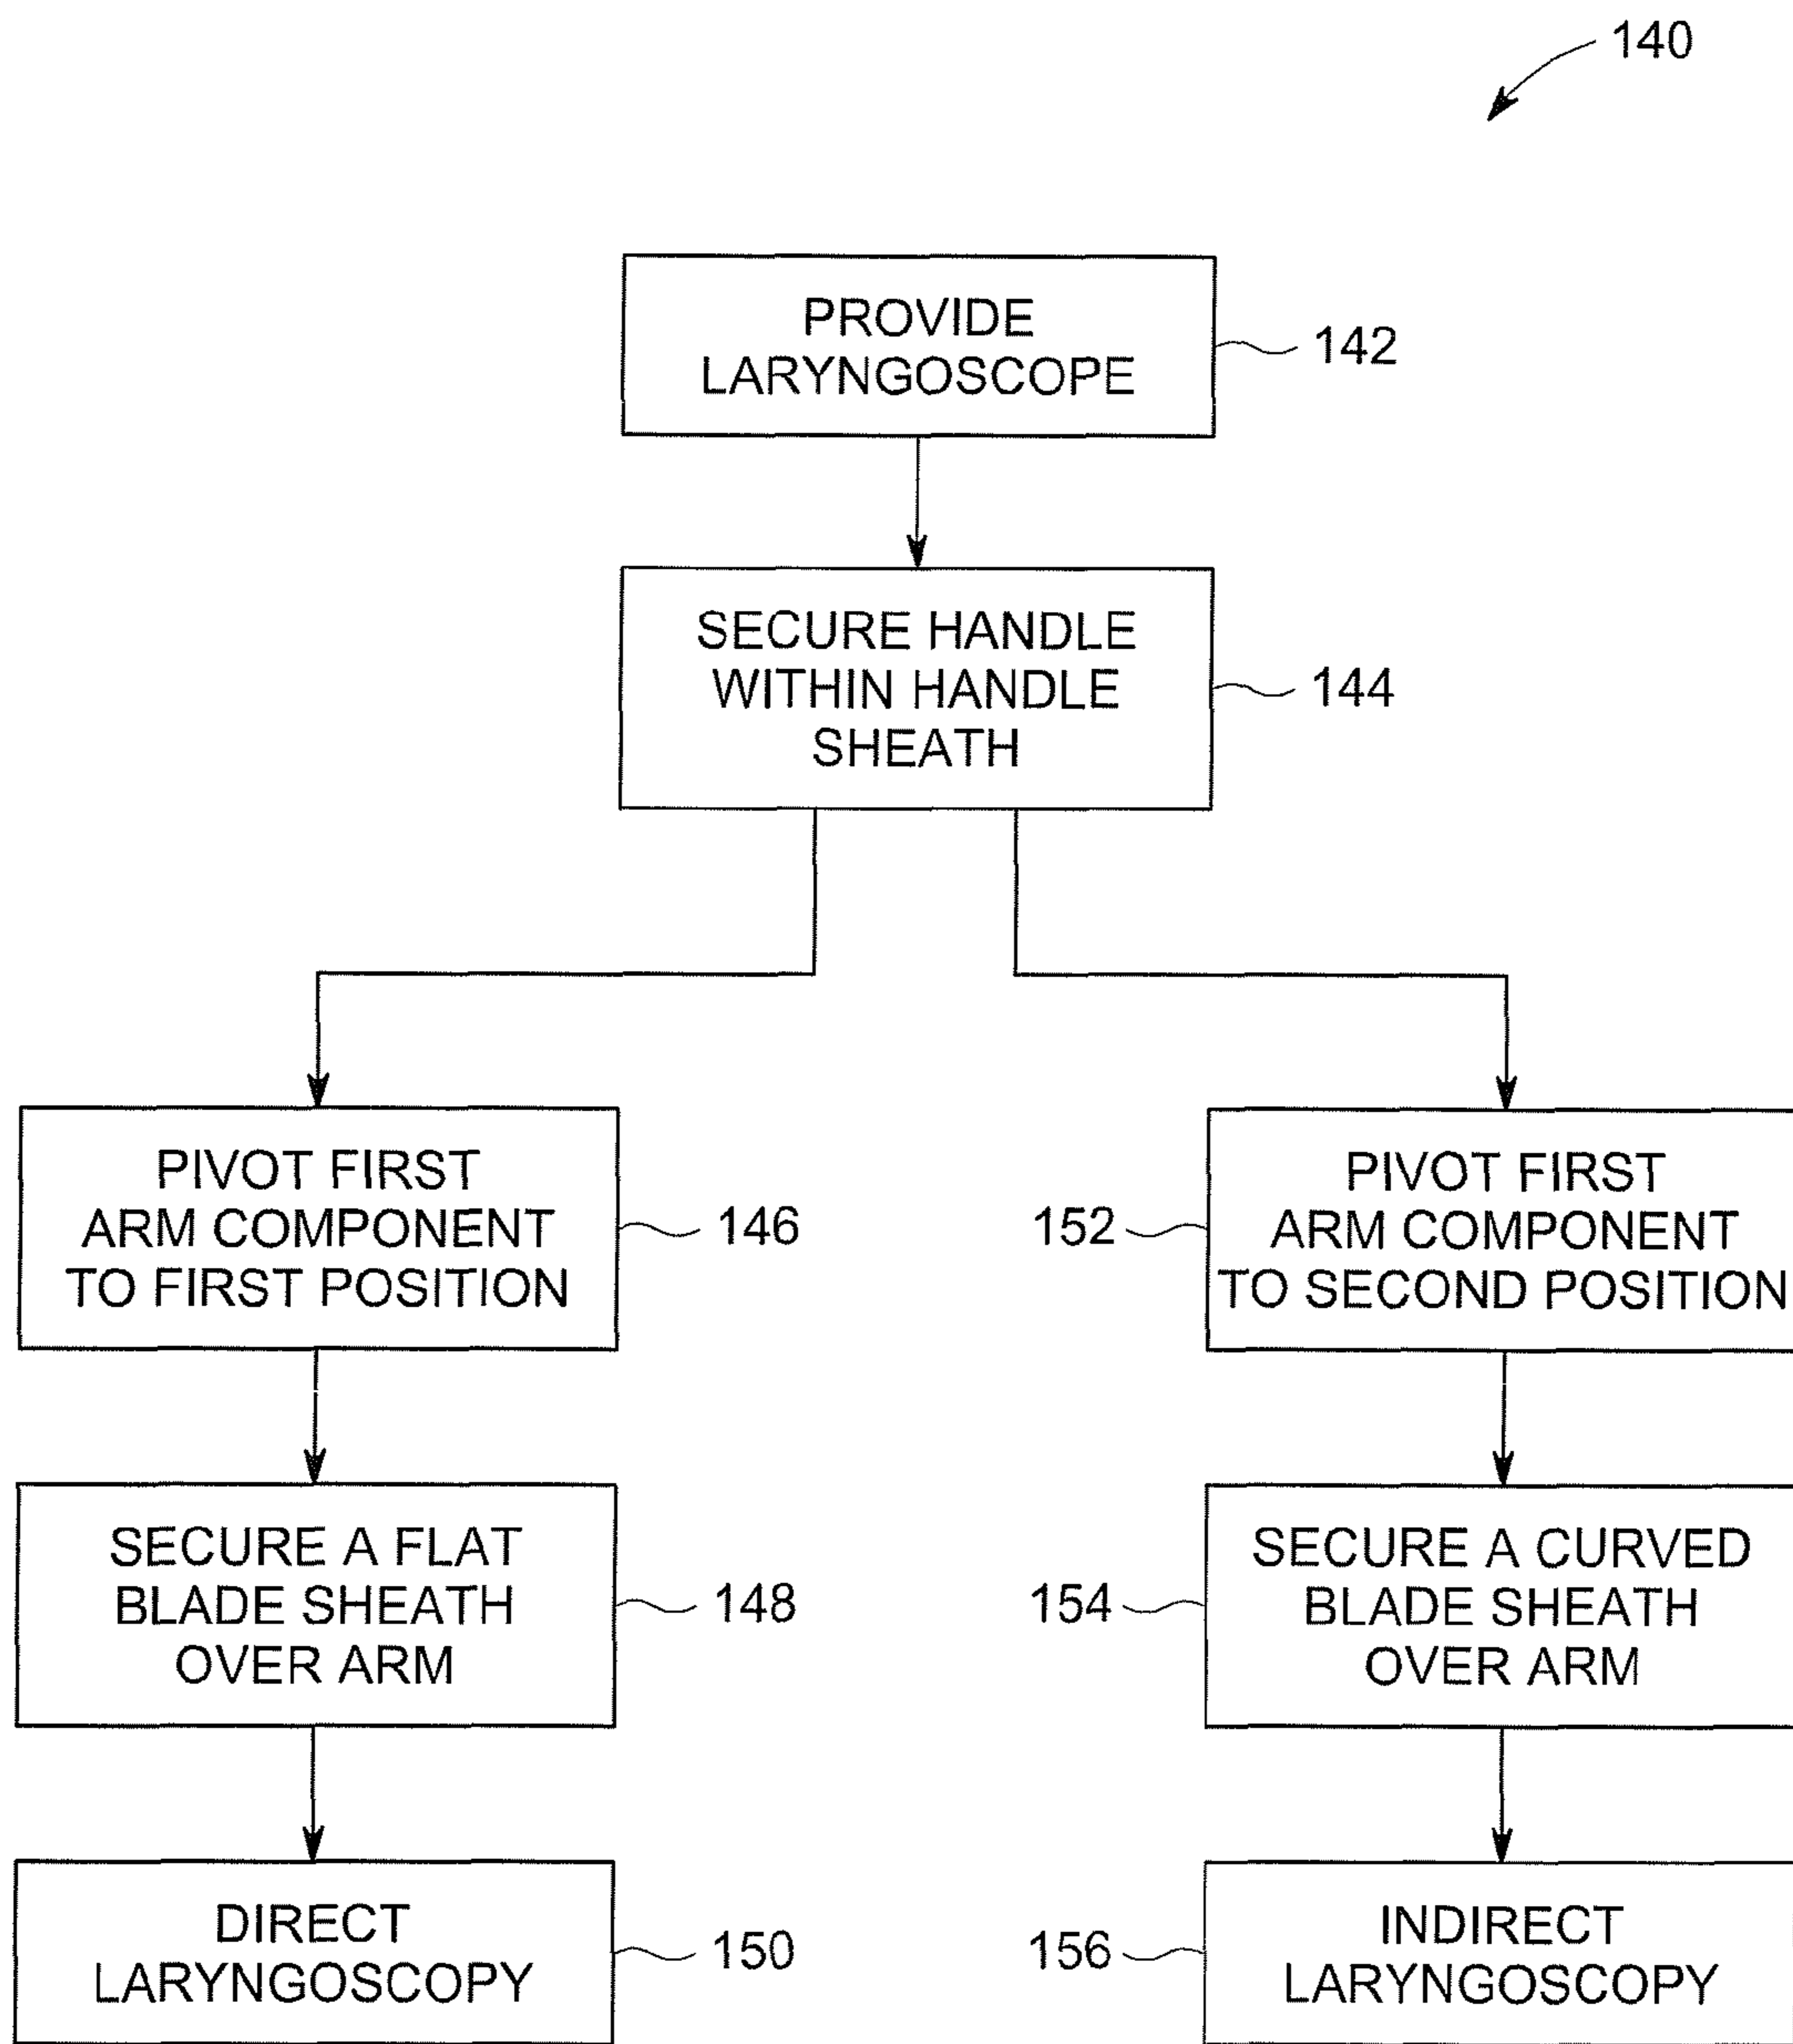 140
PROVIDE
LARYNGOSCOPE
142
SECURE HANDLE
WITHIN HANDLE
SHEATH
144
PIVOT FIRST
ARM COMPONENT
TO FIRST POSITION
146
152
PIVOT FIRST
ARM COMPONENT
TO SECOND POSITION
SECURE A FLAT
BLADE SHEATH
OVER ARM
148
154
SECURE A CURVED
BLADE SHEATH
OVER ARM
DIRECT
LARYNGOSCOPY
150
156
INDIRECT
LARYNGOSCOPY